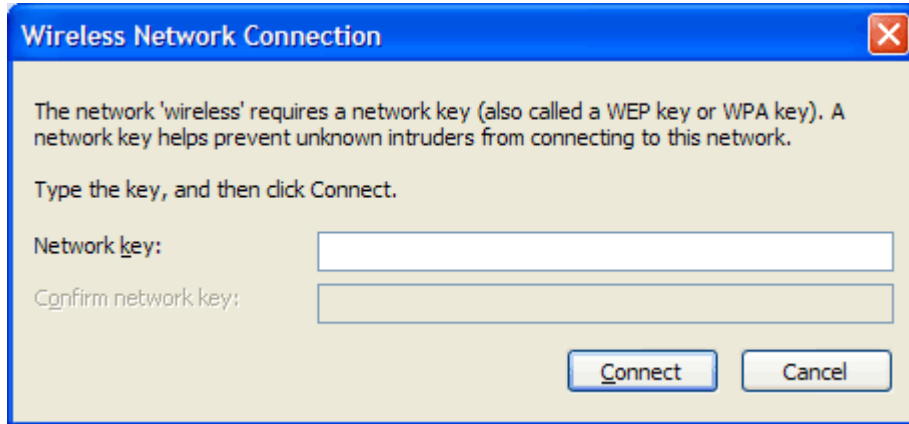 Wireless Network Connection
The network 'wireless' requires a network key (also called a WEP key or WPA key). A
network key helps prevent unknown intruders from connecting to this network.
Type the key, and then click Connect.
Network key:
Confirm network key:
Connect
Cancel